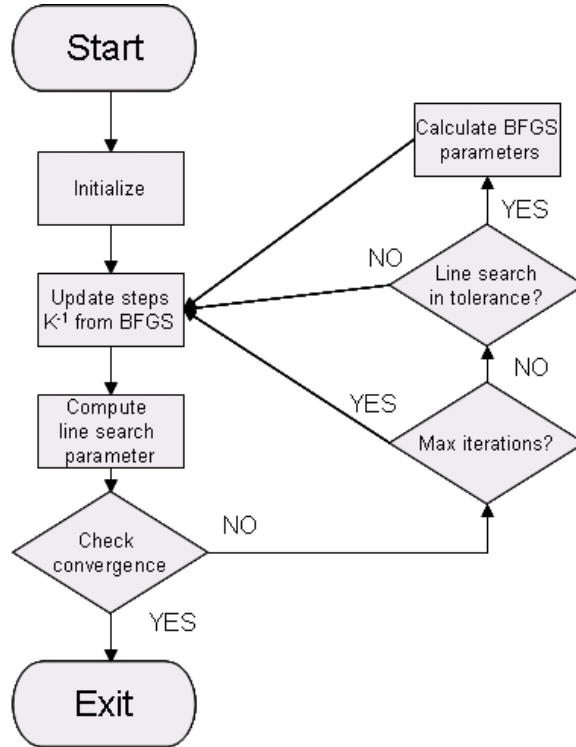 Start
Initialize
Update steps
K⁻¹ from BFGS
Compute
line search
parameter
Check
convergence
YES
Exit
NO
Max iterations?
YES
NO
Line search
in tolerance?
NO
YES
Calculate BFGS
parameters